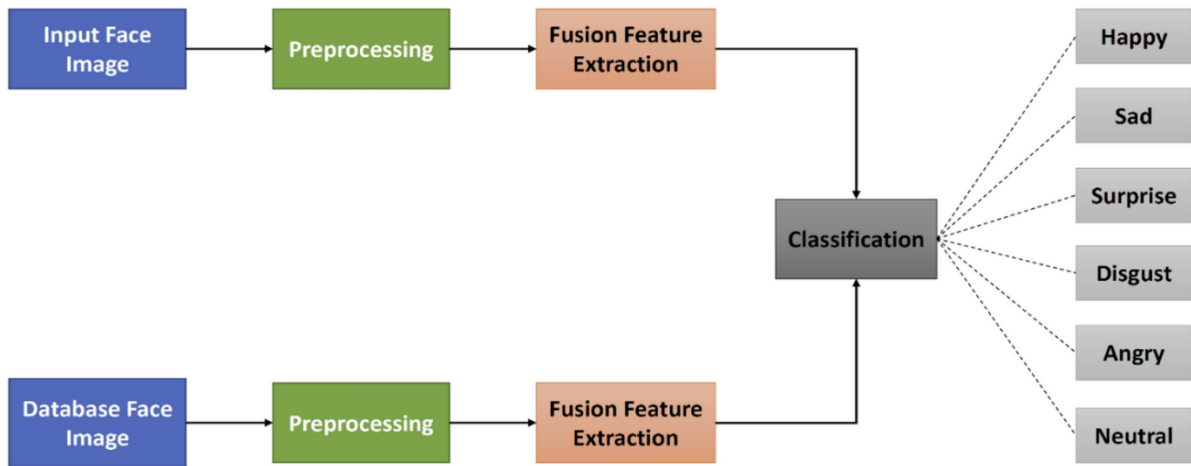 Input Face
Image
Preprocessing
Fusion Feature
Extraction
Classification
Happy
Sad
Surprise
Disgust
Angry
Neutral
Database Face
Image
Preprocessing
Fusion Feature
Extraction